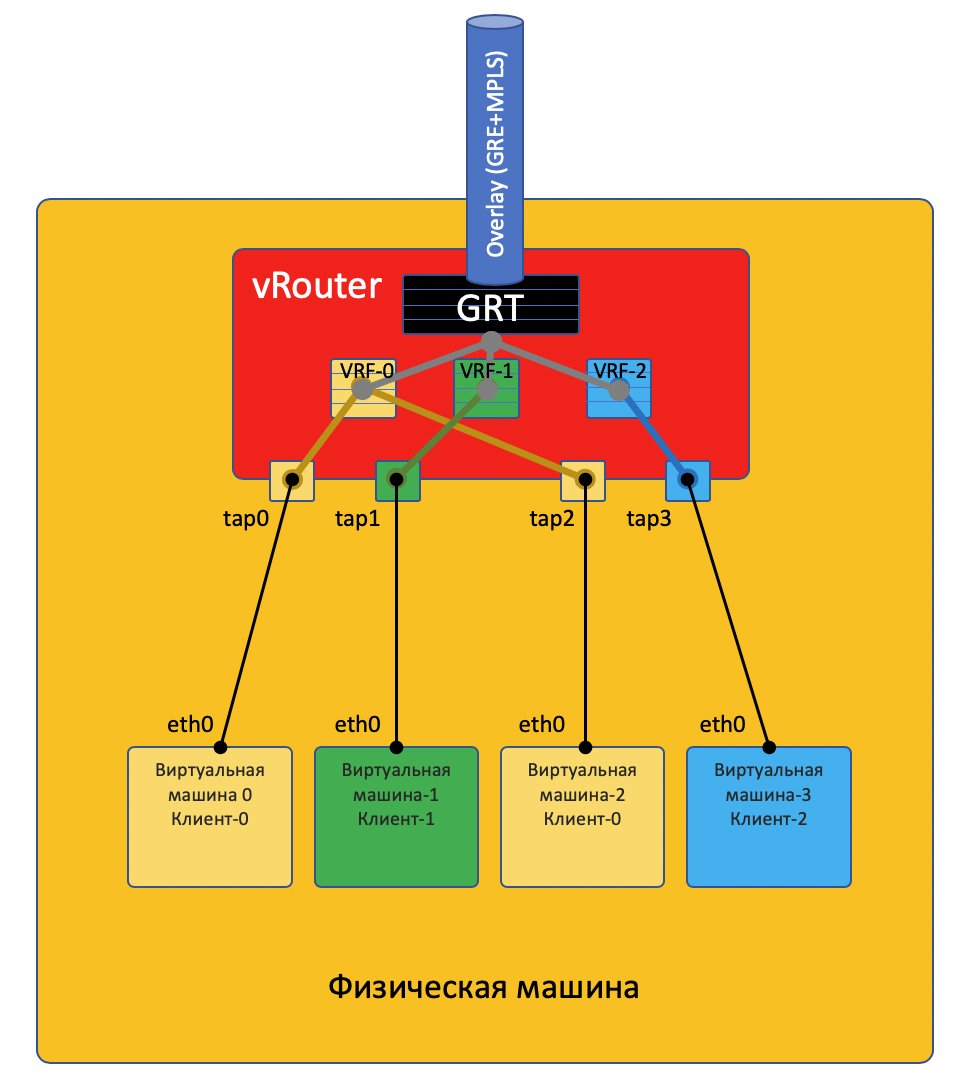 Overlay (GRE+MPLS)
vRouter
GRT
VRF-0
VRF-1
VRF-2
tap0
tap1
tap2
tap3
eth0
eth0
eth0
eth0
Виртуальная
машина 0
Клиент-0
Виртуальная
машина-1
Клиент-1
Виртуальная
машина-2
Клиент-0
Виртуальная
машина-3
Клиент-2
Физическая машина